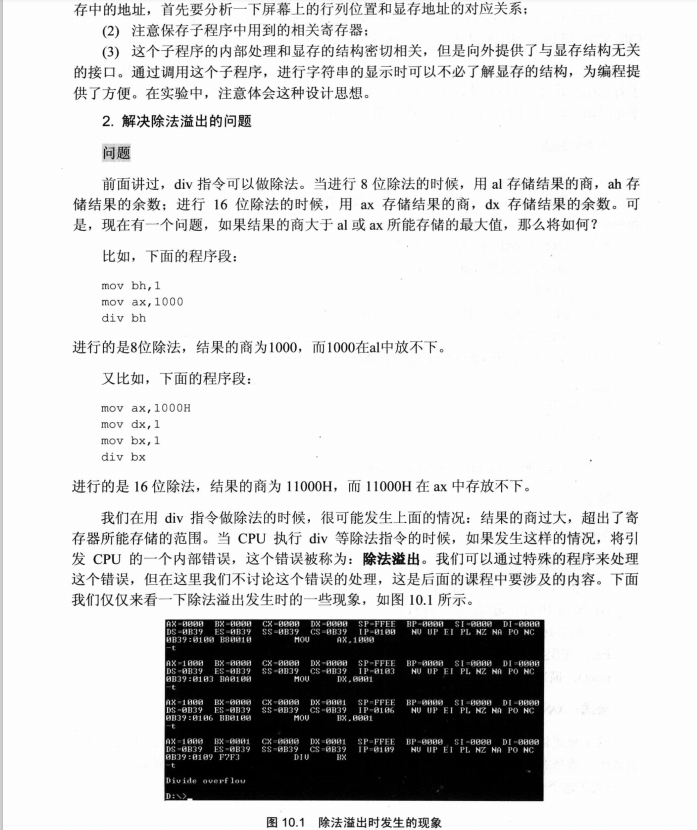 存中的地址，首先要分析一下屏幕上的行列位置和显存地址的对应关系；
(2) 注意保存子程序中用到的相关寄存器；
(3) 这个子程序的内部处理和显存的结构密切相关，但是向外提供了与显存结构无关
的接口。通过调用这个子程序，进行字符串的显示时可以不必了解显存的结构，为编程提
供了方便。在实验中，注意体会这种设计思想。
2. 解决除法溢出的问题
问题
前面讲过，div 指令可以做除法。当进行 8 位除法的时候，用 al 存储结果的商，ah 存
储结果的余数；进行 16 位除法的时候，用 ax 存储结果的商，dx 存储结果的余数。可
是，现在有一个问题，如果结果的商大于 al 或 ax 所能存储的最大值，那么将如何？
比如，下面的程序段：
mov bh,1
mov ax,1000
div bh
进行的是8位除法，结果的商为1000，而1000在al中放不下。
又比如，下面的程序段：
mov ax,1000H
mov dx,1
mov bx,1
div bx
进行的是 16 位除法，结果的商为 11000H，而 11000H 在 ax 中存放不下。
我们在用 div 指令做除法的时候，很可能发生上面的情况：结果的商过大，超出了寄
存器所能存储的范围。当 CPU 执行 div 等除法指令的时候，如果发生这样的情况，将引
发 CPU 的一个内部错误，这个错误被称为：除法溢出。我们可以通过特殊的程序来处理
这个错误，但在这里我们不讨论这个错误的处理，这是后面的课程中要涉及的内容。下面
我们仅仅来看一下除法溢出发生时的一些现象，如图 10.1 所示。
AX=0000 BX=0000 CX=0000 DX=0000 SP=FFEE BP=0000 SI=0000 DI=0000
DS=0B39 ES=0B39 SS=0B39 CS=0B39 IP=0100 NV UP EI PL NZ NA PO NC
0B39:0100 B80010 MOV AX,1000
-t
AX=1000 BX=0000 CX=0000 DX=0000 SP=FFEE BP=0000 SI=0000 DI=0000
DS=0B39 ES=0B39 SS=0B39 CS=0B39 IP=0103 NV UP EI PL NZ NA PO NC
0B39:0103 BA0100 MOV DX,0001
-t
AX=1000 BX=0000 CX=0000 DX=0001 SP=FFEE BP=0000 SI=0000 DI=0000
DS=0B39 ES=0B39 SS=0B39 CS=0B39 IP=0106 NV UP EI PL NZ NA PO NC
0B39:0106 BB0100 MOV BX,0001
-t
AX=1000 BX=0001 CX=0000 DX=0001 SP=FFEE BP=0000 SI=0000 DI=0000
DS=0B39 ES=0B39 SS=0B39 CS=0B39 IP=0109 NV UP EI PL NZ NA PO NC
0B39:0109 F7F3 DIV BX
-t
Divide overflow
D:\>_
图 10.1 除法溢出时发生的现象